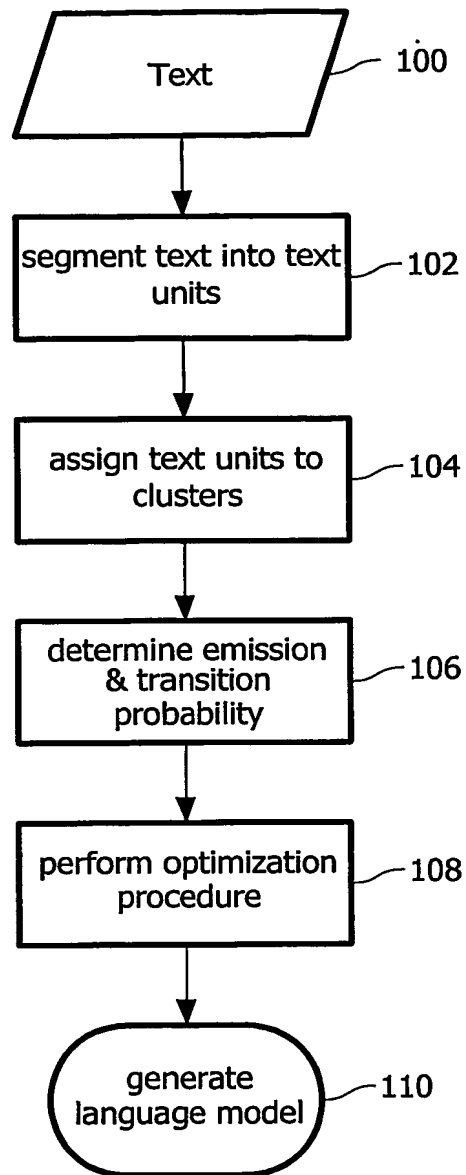 Text
100
segment text into text
units
102
assign text units to
clusters
104
determine emission
& transition
probability
106
perform optimization
procedure
108
generate
language model
110